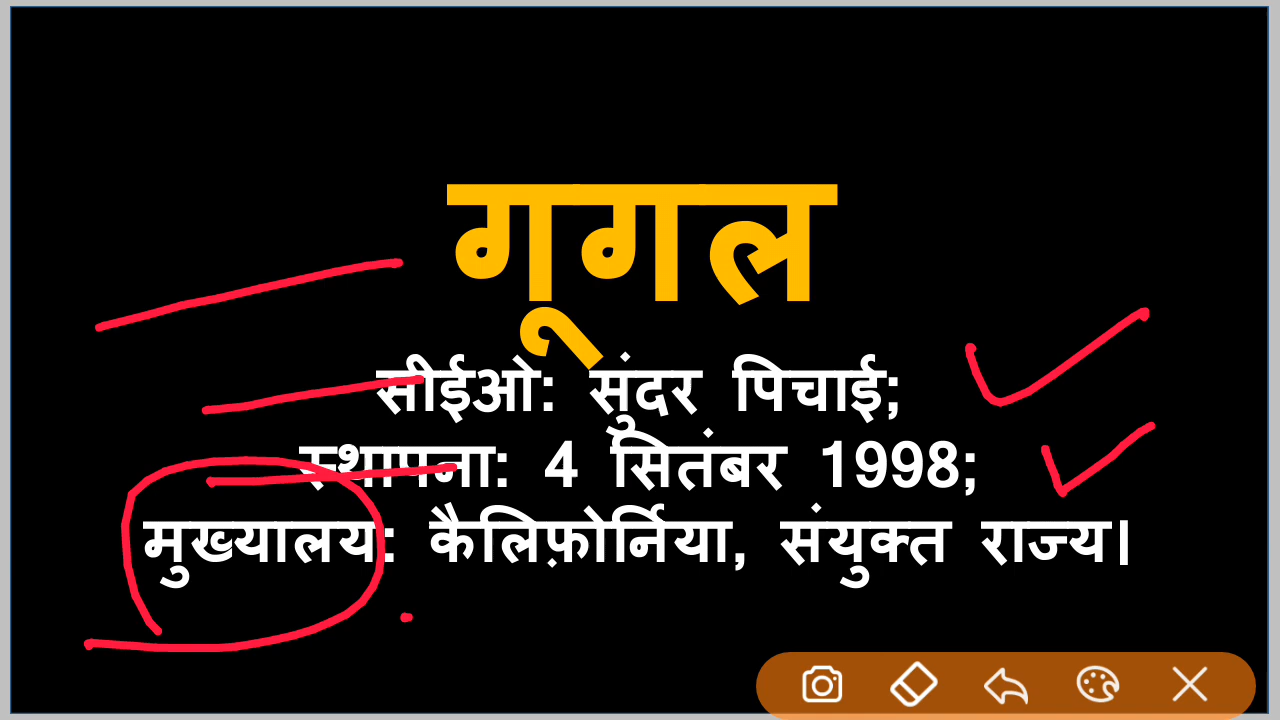 गूगल
सीईओ: सुंदर पिचाई;
स्थापना: 4 सितंबर 1998;
मुख्यालय: कैलिफ़ोर्निया, संयुक्त राज्य।